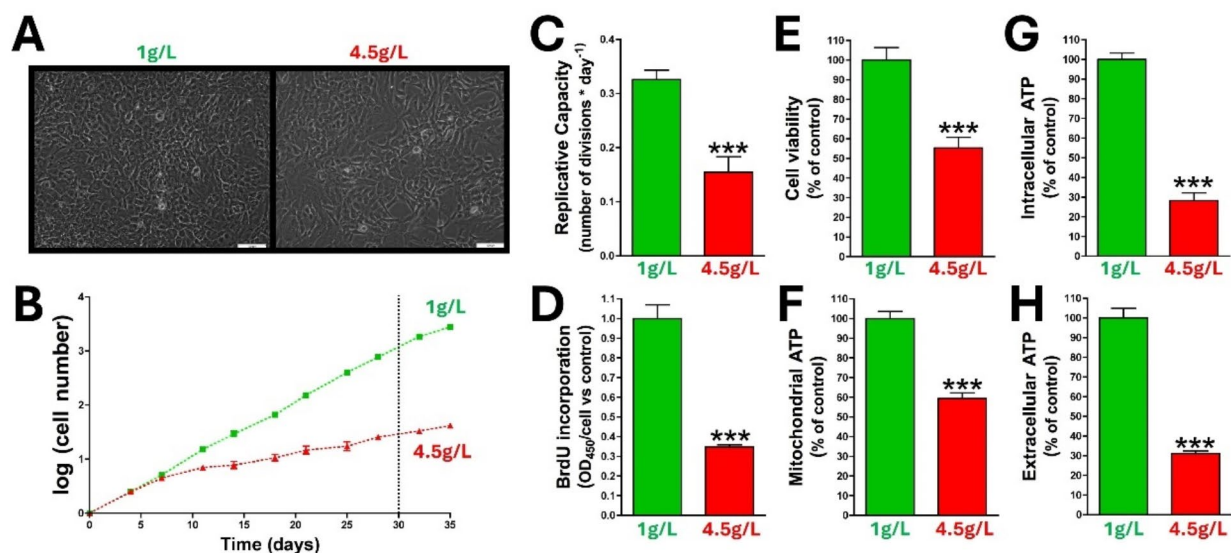 A
1g/L
4.5g/L
B
log (cell number)
4
3
2
1
0
1g/L
4.5g/L
0
5
10
15
20
25
30
35
Time (days)
C
Replicative Capacity
(number of divisions * day-1)
0.3
0.2
0.1
0.0
***
1g/L
4.5g/L
D
BrdU incorporation
(OD450/cell vs control)
1.1
1.0
0.9
0.8
0.7
0.6
0.5
0.4
0.3
0.2
0.1
0.0
***
1g/L
4.5g/L
E
Cell viability
(% of control)
110
100
90
80
70
60
50
40
30
20
10
0
***
1g/L
4.5g/L
F
Mitochondrial ATP
(% of control)
110
100
90
80
70
60
50
40
30
20
10
0
***
1g/L
4.5g/L
G
Intracellular ATP
(% of control)
110
100
90
80
70
60
50
40
30
20
10
0
***
1g/L
4.5g/L
H
Extracellular ATP
(% of control)
110
100
90
80
70
60
50
40
30
20
10
0
***
1g/L
4.5g/L